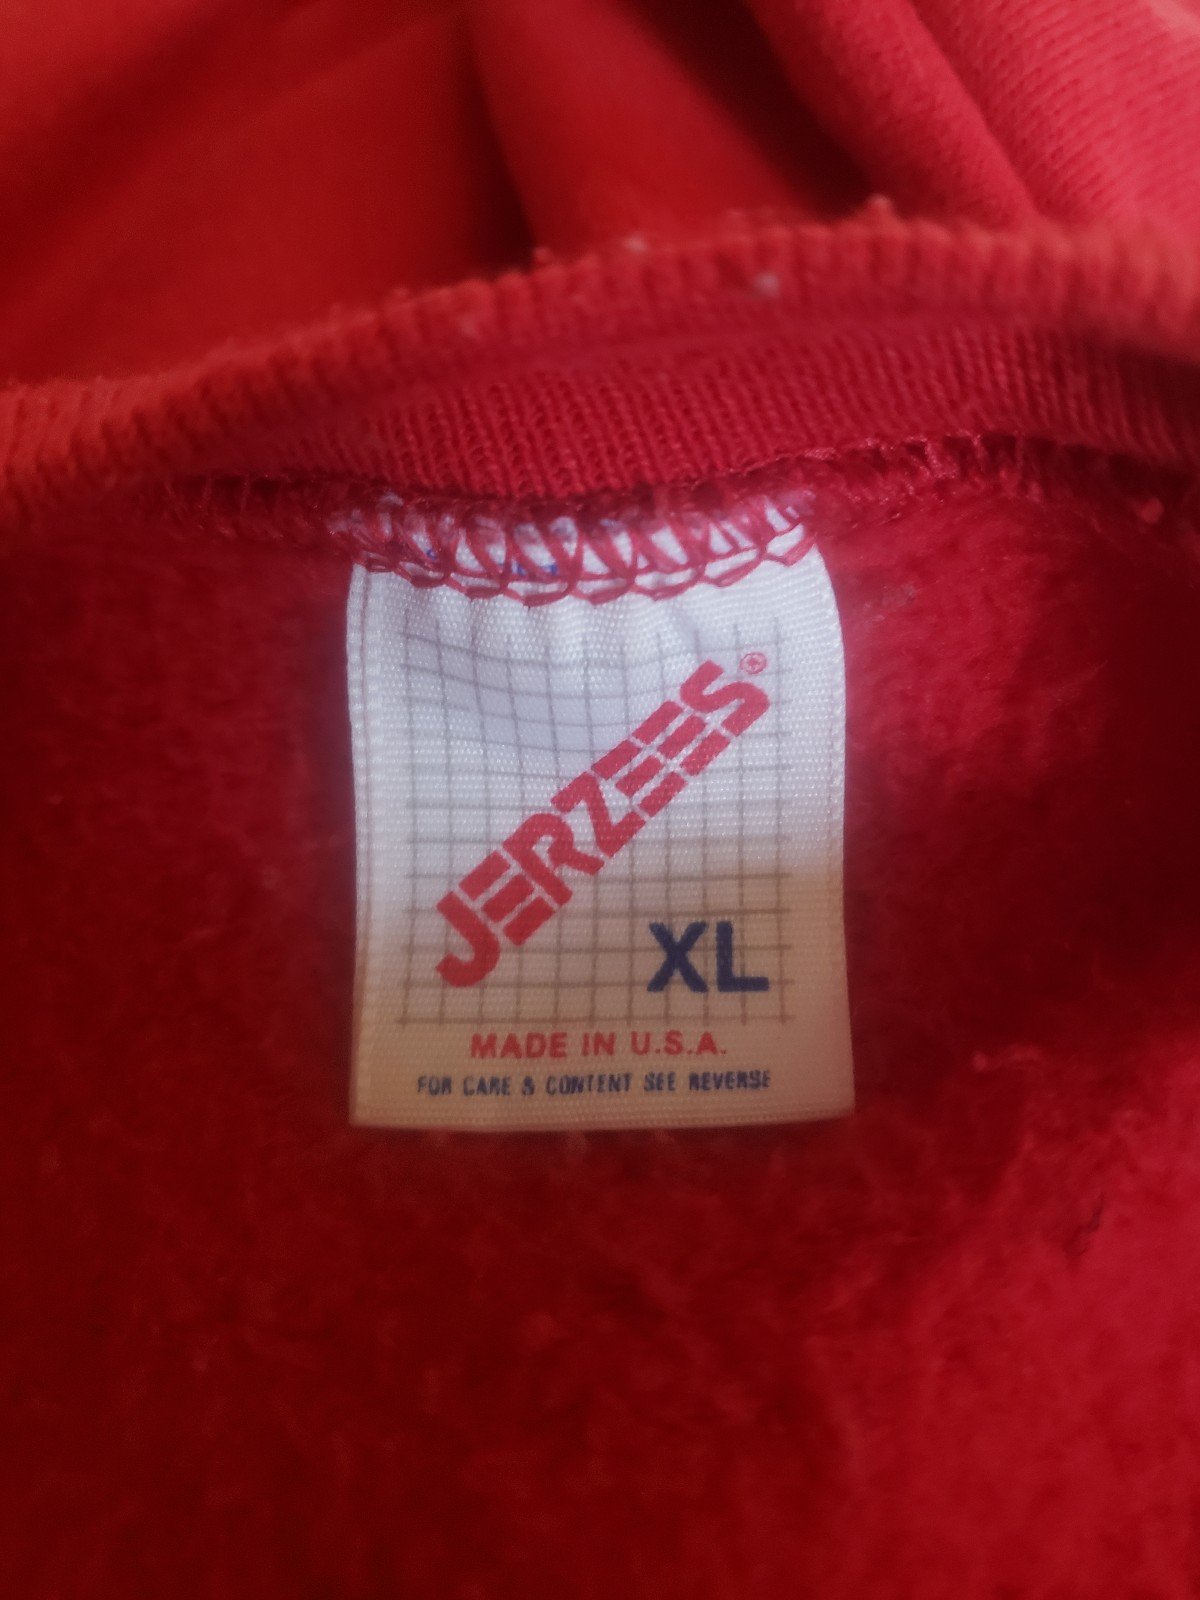 JERZEES®
XL
MADE IN U.S.A.
FOR CARE & CONTENT SEE REVERSE